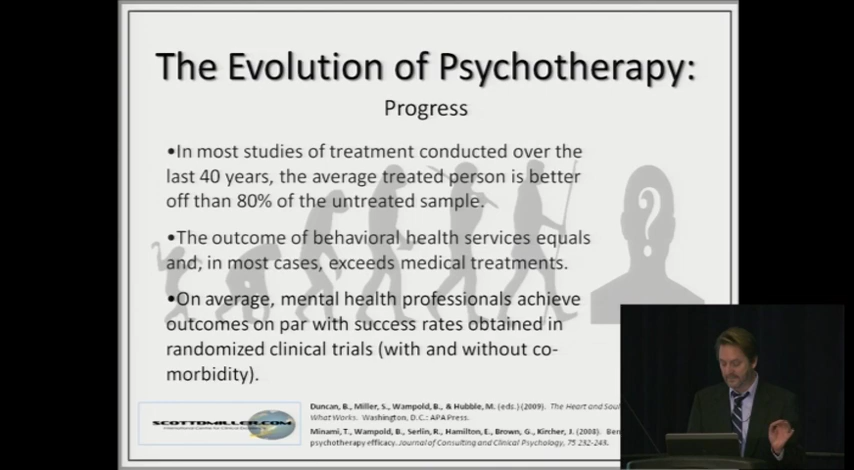 The Evolution of Psychotherapy:
Progress
•In most studies of treatment conducted over the
last 40 years, the average treated person is better
off than 80% of the untreated sample.
•The outcome of behavioral health services equals
and, in most cases, exceeds medical treatments.
•On average, mental health professionals achieve
outcomes on par with success rates obtained in
randomized clinical trials (with and without co-
morbidity).
?
SCOTTDMILLER.COM
Duncan, B., Miller, S., Wampold, B., & Hubble, M. (eds.) (2009). The Heart and Soul
What Works. Washington, D.C.: APA Press.
Minami, T., Wampold, B., Serlin, R., Hamilton, E., Brown, G., Kircher, J. (2008). Ben
psychotherapy efficacy. Journal of Consulting and Clinical Psychology, 75 232-243.